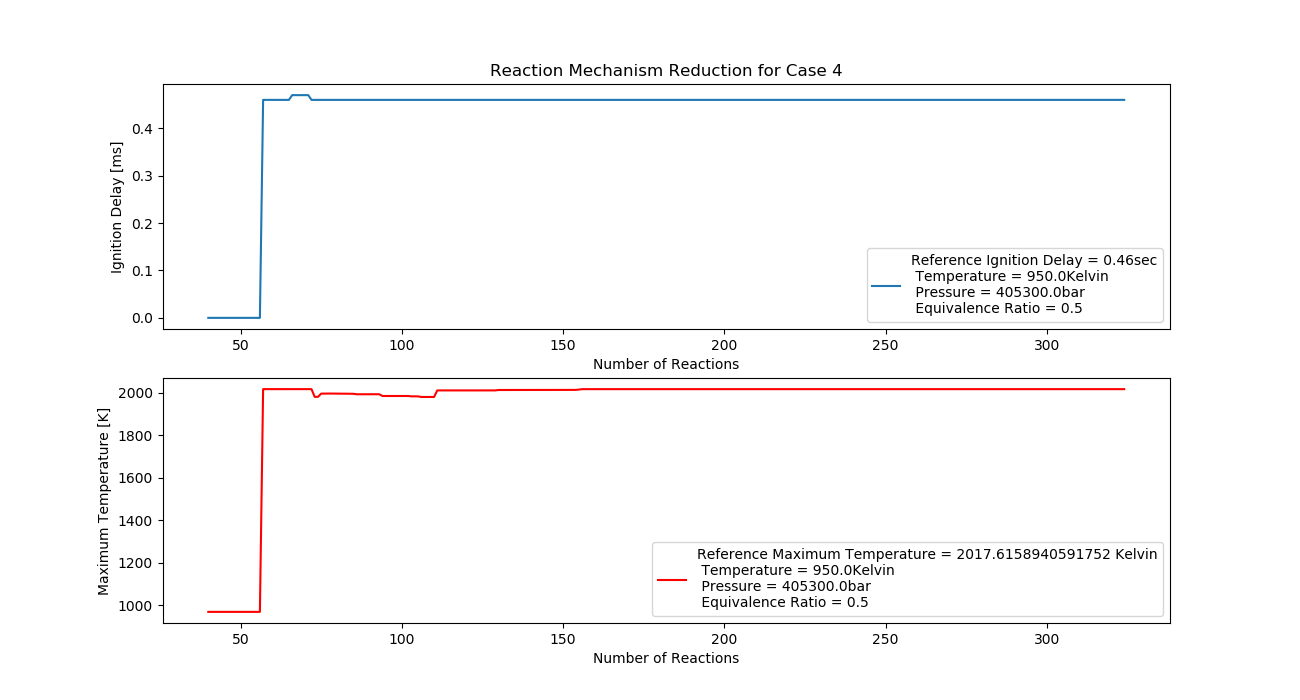 Reaction Mechanism Reduction for Case 4
Ignition Delay [ms]
0.4
0.3
0.2
0.1
0.0
Reference Ignition Delay = 0.46sec
Temperature = 950.0Kelvin
Pressure = 405300.0bar
Equivalence Ratio = 0.5
50 100 150 200 250 300
Number of Reactions
Maximum Temperature [K]
2000
1800
1600
1400
1200
1000
Reference Maximum Temperature = 2017.6158940591752 Kelvin
Temperature = 950.0Kelvin
Pressure = 405300.0bar
Equivalence Ratio = 0.5
50 100 150 200 250 300
Number of Reactions